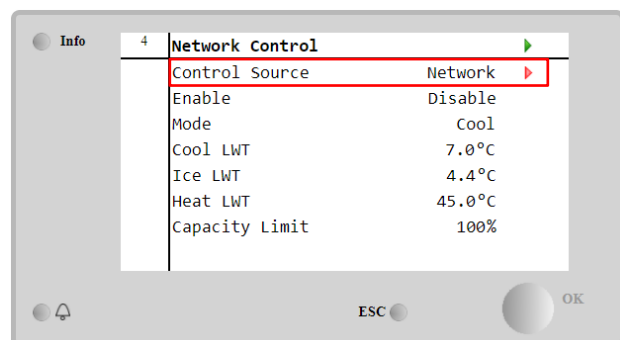 Info
4 Network Control
Control Source Network
Enable Disable
Mode Cool
Cool LWT 7.0°C
Ice LWT 4.4°C
Heat LWT 45.0°C
Capacity Limit 100%
ESC
OK